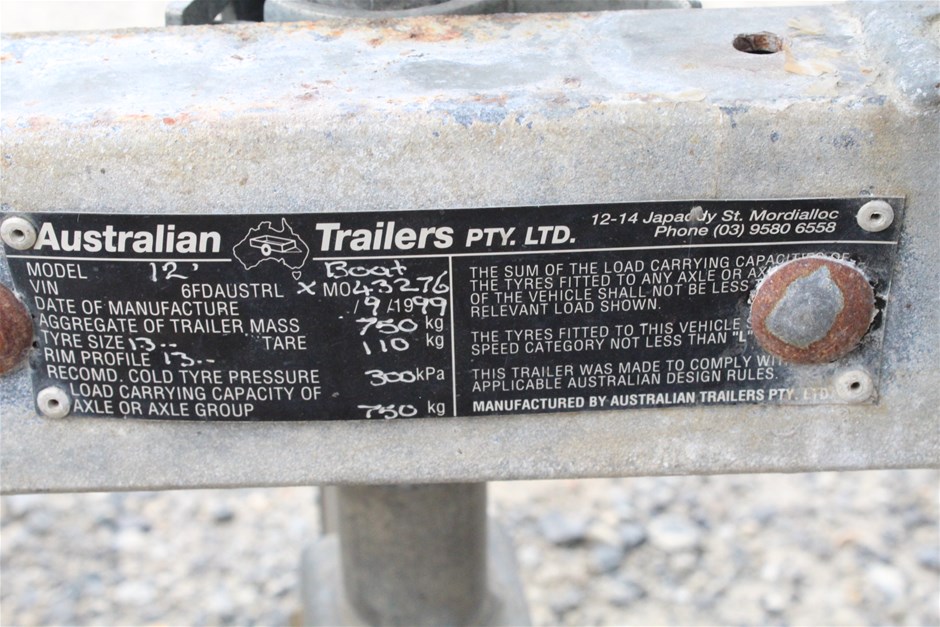 Australian Trailers PTY. LTD.
12-14 Japaddy St. Mordialloc
Phone (03) 9580 6558
MODEL 12' Boat
VIN 6FDAUSTRL X MO43276
DATE OF MANUFACTURE /9/1999
AGGREGATE OF TRAILER MASS 750 kg
TYRE SIZE 13" TARE 110 kg
RIM PROFILE 13"
RECOMD. COLD TYRE PRESSURE 300 kPa
LOAD CARRYING CAPACITY OF
AXLE OR AXLE GROUP 750 kg
THE SUM OF THE LOAD CARRYING CAPACITIES OF
THE TYRES FITTED TO ANY AXLE OR
OF THE VEHICLE SHALL NOT BE LESS
RELEVANT LOAD SHOWN.
THE TYRES FITTED TO THIS VEHICLE
SPEED CATEGORY NOT LESS THAN "L"
THIS TRAILER WAS MADE TO COMPLY
APPLICABLE AUSTRALIAN DESIGN RULES.
MANUFACTURED BY AUSTRALIAN TRAILERS PTY. LTD.